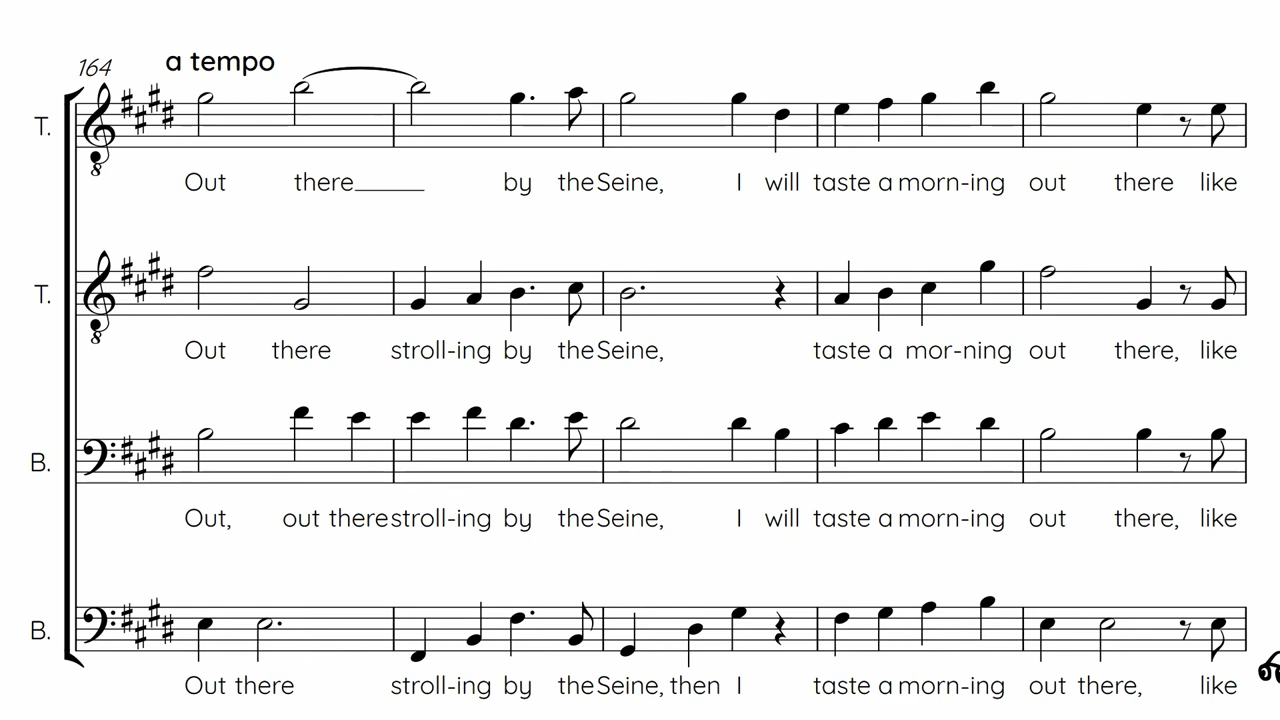 164 a tempo
T.
8
Out there by the Seine, I will taste a morn-ing out there like
T.
8
Out there stroll-ing by the Seine, taste a mor-ning out there, like
B.
Out, out there stroll-ing by the Seine, I will taste a morn-ing out there, like
B.
Out there stroll-ing by the Seine, then I taste a morn-ing out there, like